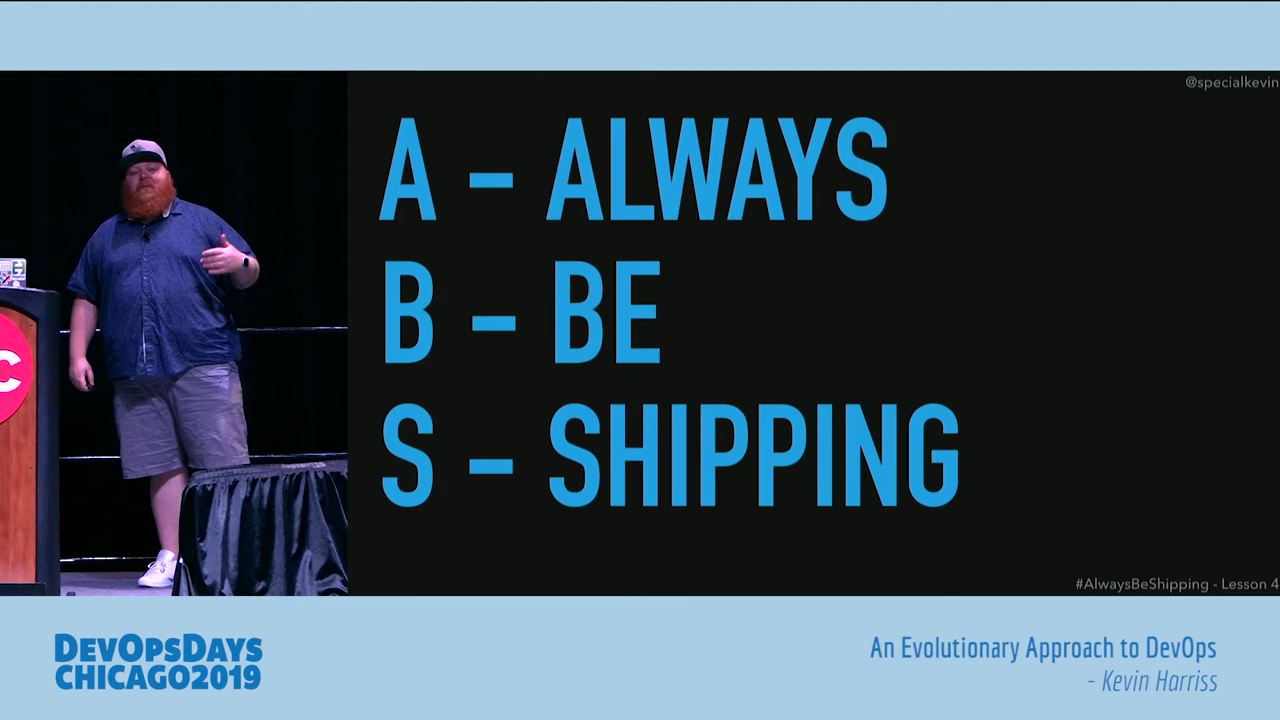 @specialkevin
A – ALWAYS
B – BE
S – SHIPPING
#AlwaysBeShipping - Lesson 4
C
DEVOPSDAYS
CHICAGO2019
An Evolutionary Approach to DevOps
- Kevin Harriss